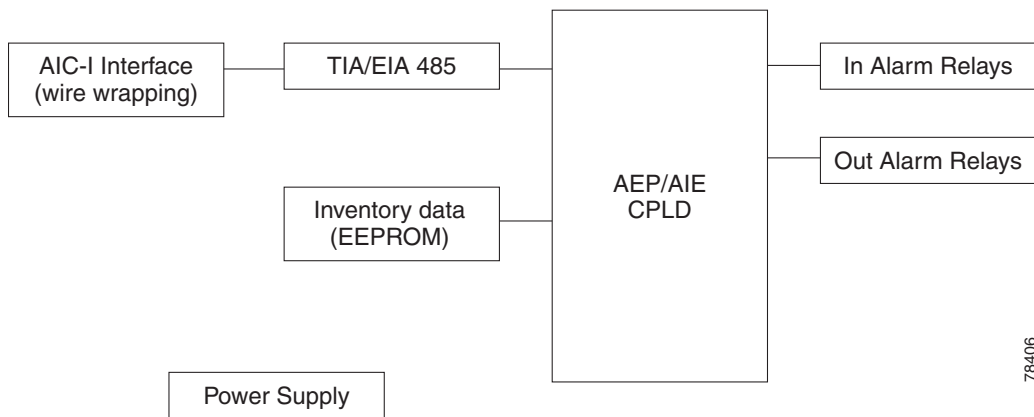 AIC-I Interface
(wire wrapping)
TIA/EIA 485
In Alarm Relays
Out Alarm Relays
AEP/AIE
CPLD
Inventory data
(EEPROM)
Power Supply
78406